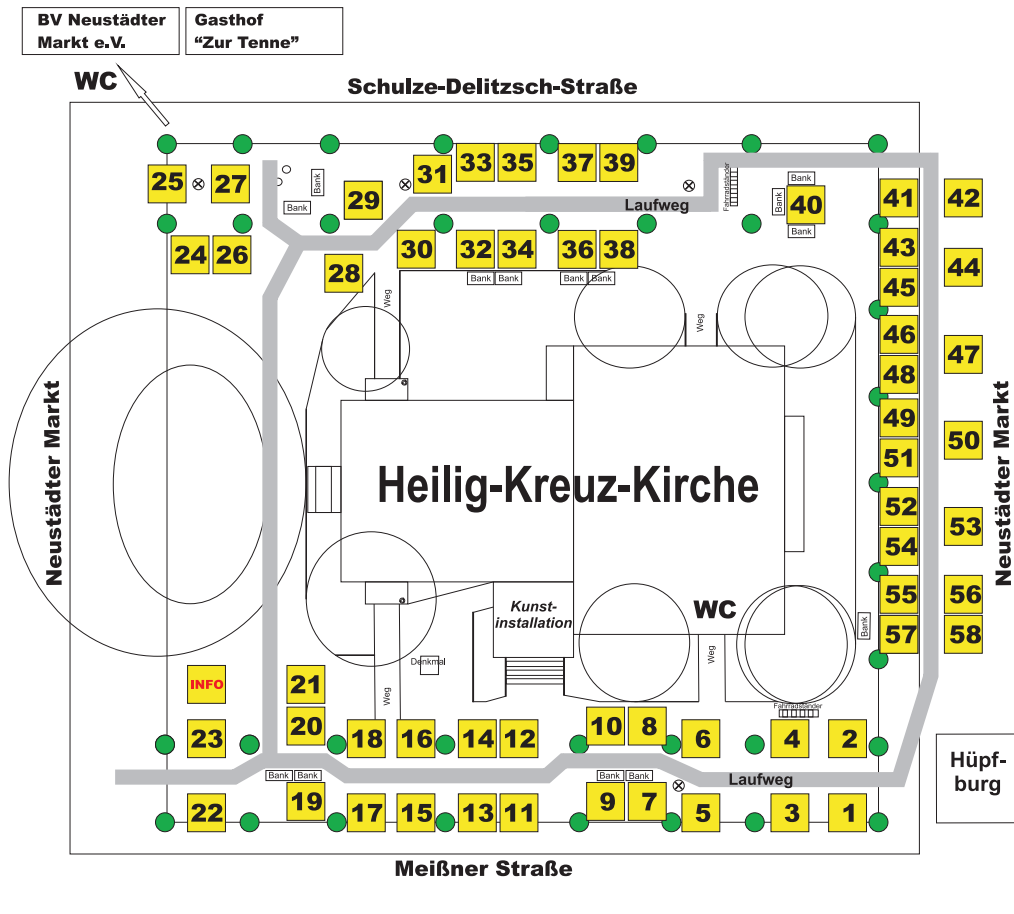 BV Neustädter
Markt e.V.
Gasthof
“Zur Tenne”
WC
Schulze-Delitzsch-Straße
25
27
Bank
Bank
29
31
33
35
37
39
Fahrradständer
Bank
Bank
40
Bank
41
42
Laufweg
24
26
28
30
32
34
36
38
43
44
45
Bank
Bank
Bank
Bank
Weg
Weg
46
47
48
49
50
51
52
53
54
55
56
57
58
Neustädter Markt
Neustädter Markt
Heilig-Kreuz-Kirche
Kunst-
installation
WC
Bank
Denkmal
Weg
Weg
INFO
21
Fahrradständer
23
20
18
16
14
12
10
8
6
4
2
Bank
Bank
Bank
Bank
Laufweg
Hüpf-
burg
22
19
17
15
13
11
9
7
5
3
1
Meißner Straße